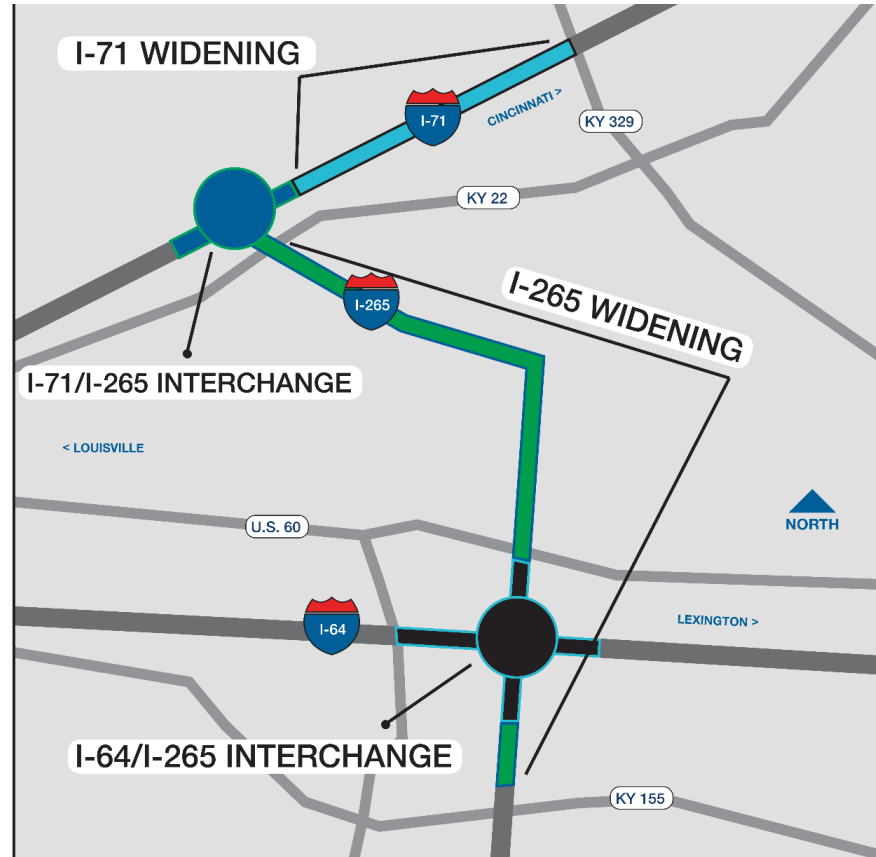 I-71 WIDENING
I-71
CINCINNATI >
KY 329
KY 22
I-265
I-265 WIDENING
I-71/I-265 INTERCHANGE
< LOUISVILLE
U.S. 60
NORTH
I-64
LEXINGTON >
I-64/I-265 INTERCHANGE
KY 155